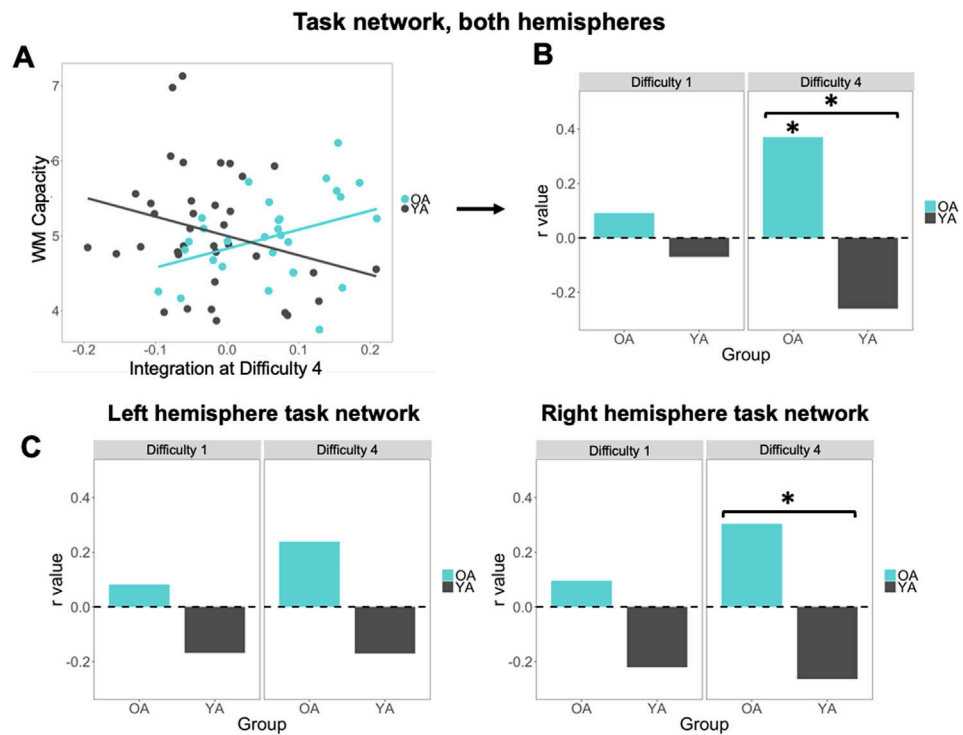 Task network, both hemispheres
A
7
6
5
4
WM Capacity
-0.2 -0.1 0.0 0.1 0.2
Integration at Difficulty 4
OA
YA
B
Difficulty 1 Difficulty 4
* *
0.4
0.2
0.0
-0.2
r value
OA YA OA YA
Group
OA
YA
Left hemisphere task network
C
Difficulty 1 Difficulty 4
0.4
0.2
0.0
-0.2
r value
OA YA OA YA
Group
OA
YA
Right hemisphere task network
Difficulty 1 Difficulty 4
*
0.4
0.2
0.0
-0.2
r value
OA YA OA YA
Group
OA
YA